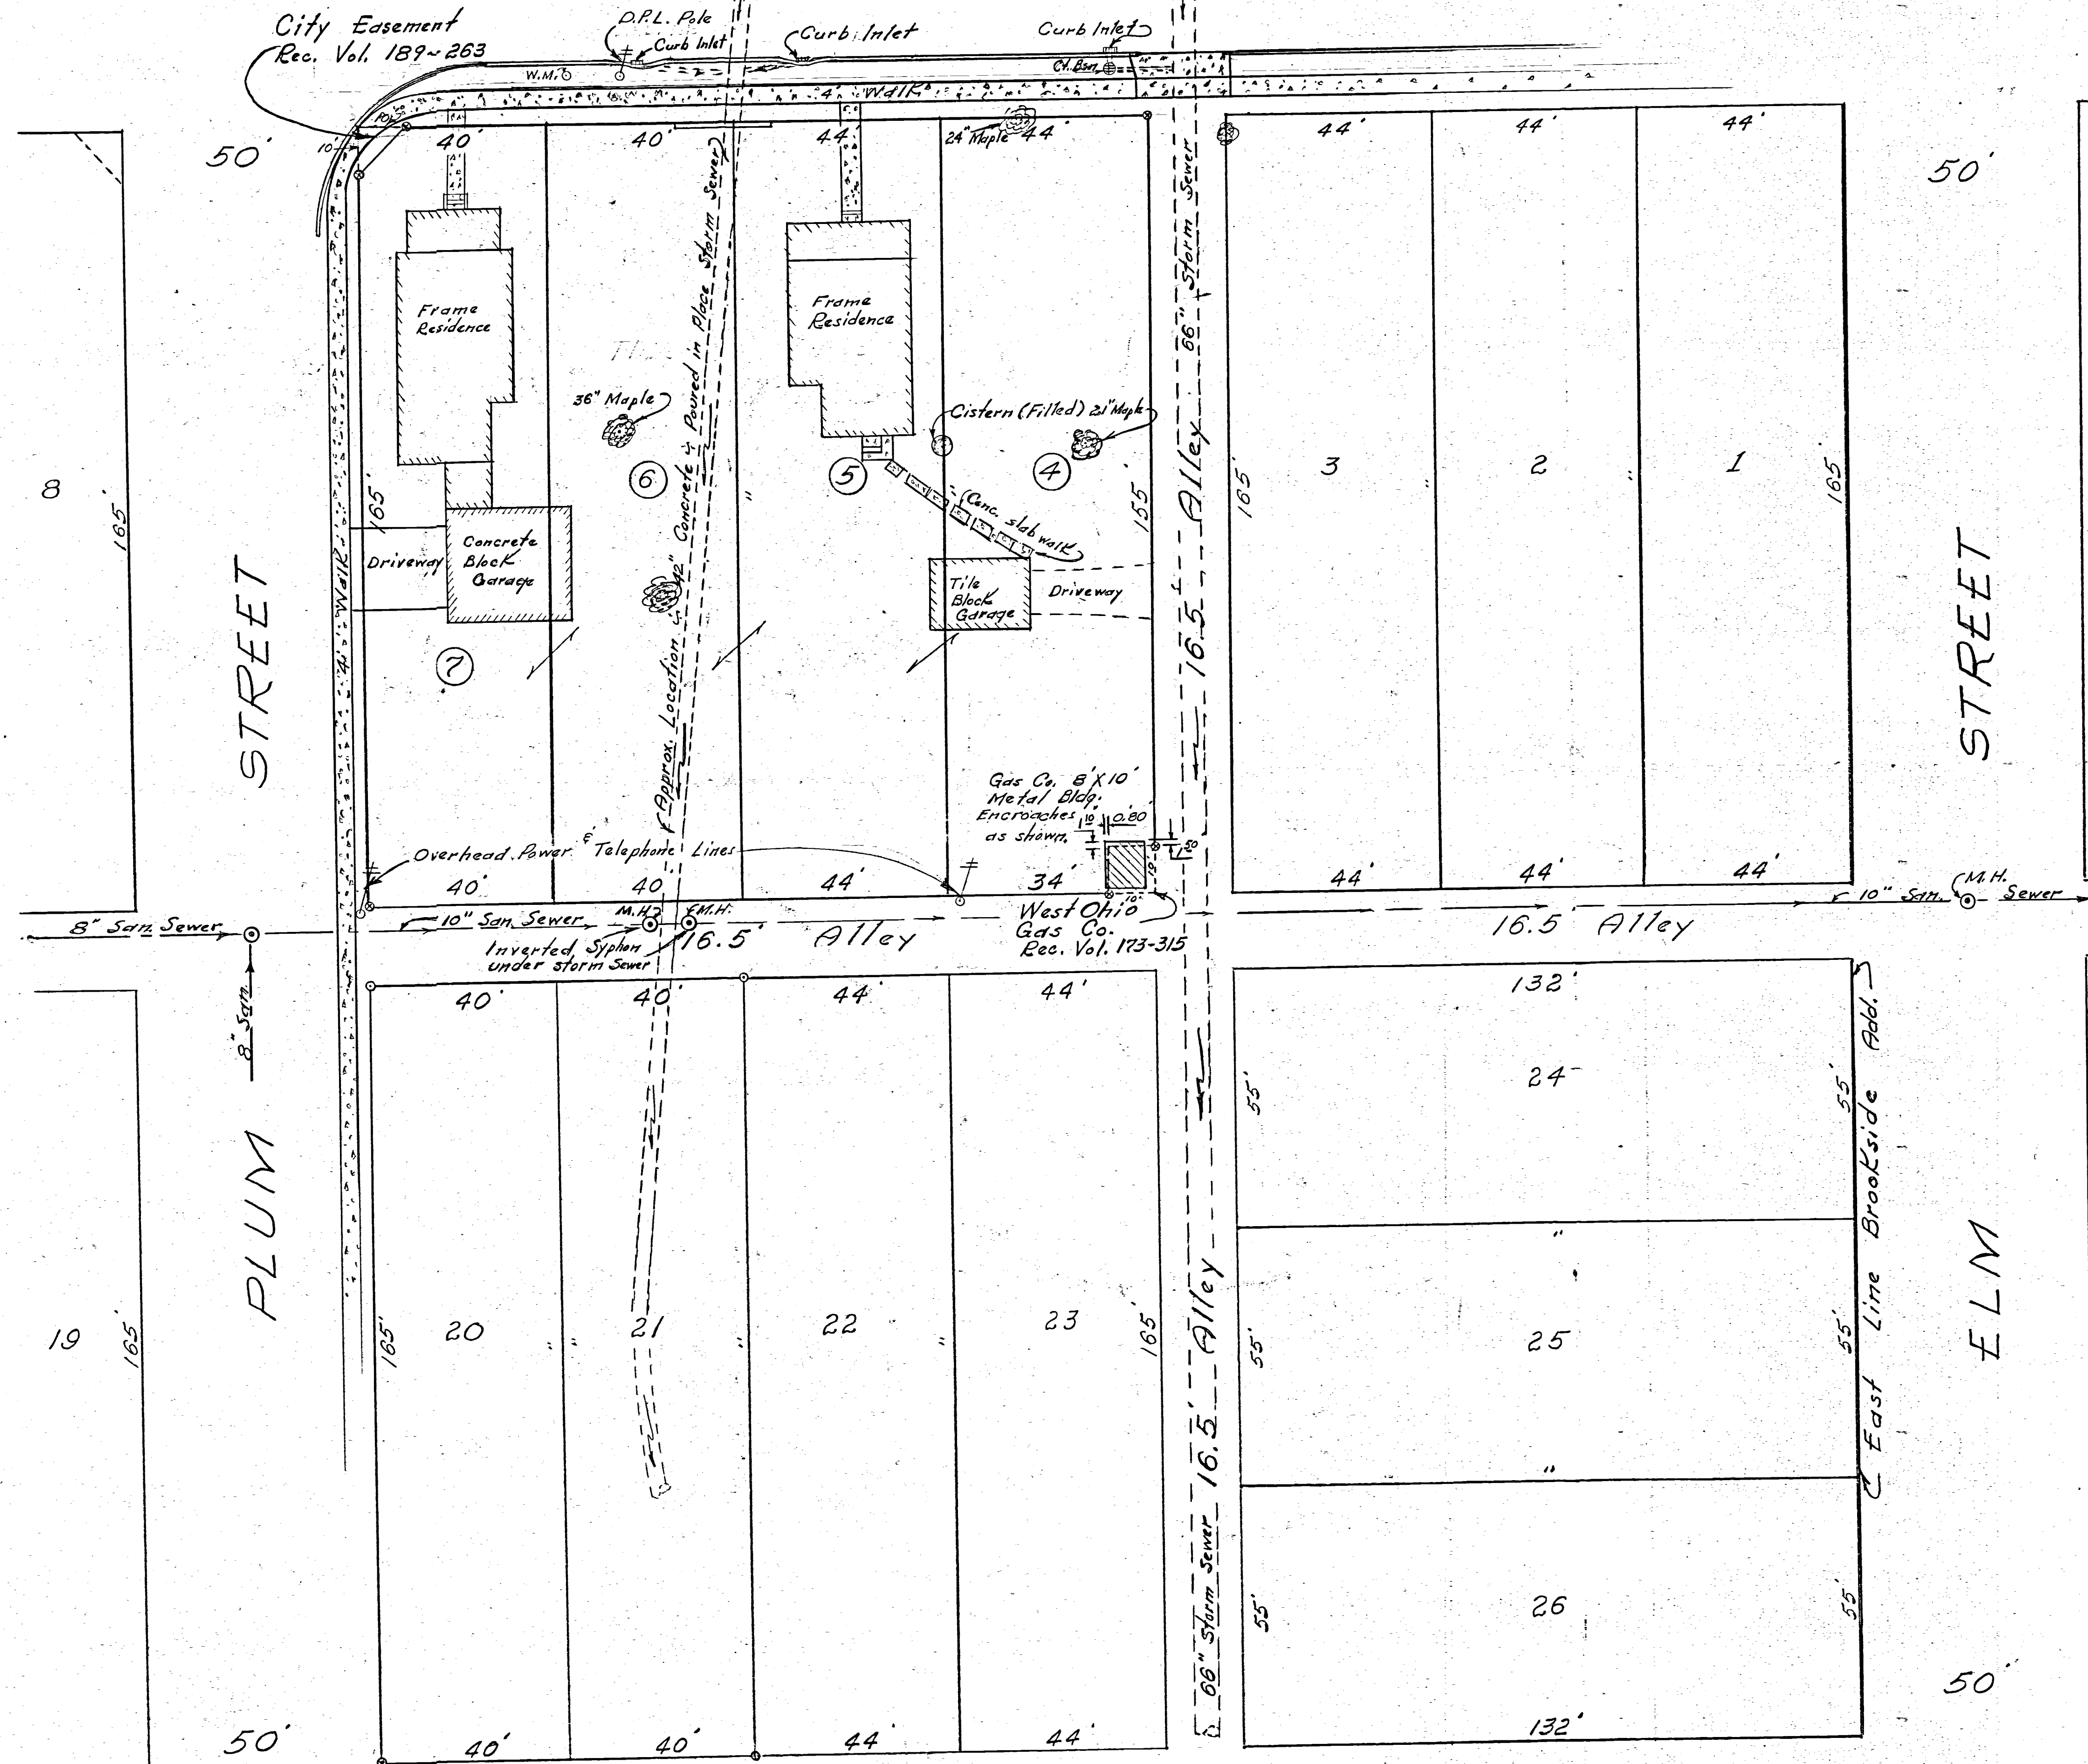 City Easement
Rec. Vol. 189~263
D.P.L. Pole
Curb Inlet
Curb Inlet
Curb Inlet
W.M.
4' Walk
50'
10'
40'
40'
44'
24" Maple
44'
44'
44'
44'
50'
Frame
Residence
Frame
Residence
36" Maple
Cistern (Filled)
21" Maple
8
165'
7
6
5
4
3
2
1
165'
155'
165'
165'
Conc. slab walk
Driveway
Concrete
Block
Garage
Tile
Block
Garage
Driveway
4' Walk
Approx. Location of 42" Concrete Poured in Place Storm Sewer
66" Storm Sewer
16.5' Alley
Gas Co. 8'X10'
Metal Bldg.
Encroaches
as shown.
1.10
0.80'
1.50
10'
10'
Overhead Power & Telephone Lines
40'
40'
44'
34'
44'
44'
44'
8" San. Sewer
10" San. Sewer
M.H.
M.H.
16.5' Alley
Inverted Syphon
under storm Sewer
West Ohio
Gas Co.
Rec. Vol. 173-315
16.5' Alley
10" San. Sewer
M.H.
8" San.
40'
40'
44'
44'
132'
24
55'
55'
19
165'
165'
20
21
22
23
165'
25
55'
55'
26
55'
55'
66" Storm Sewer
16.5' Alley
East Line Brookside Add.
PLUM STREET
ELM STREET
50'
40'
40'
44'
44'
132'
50'